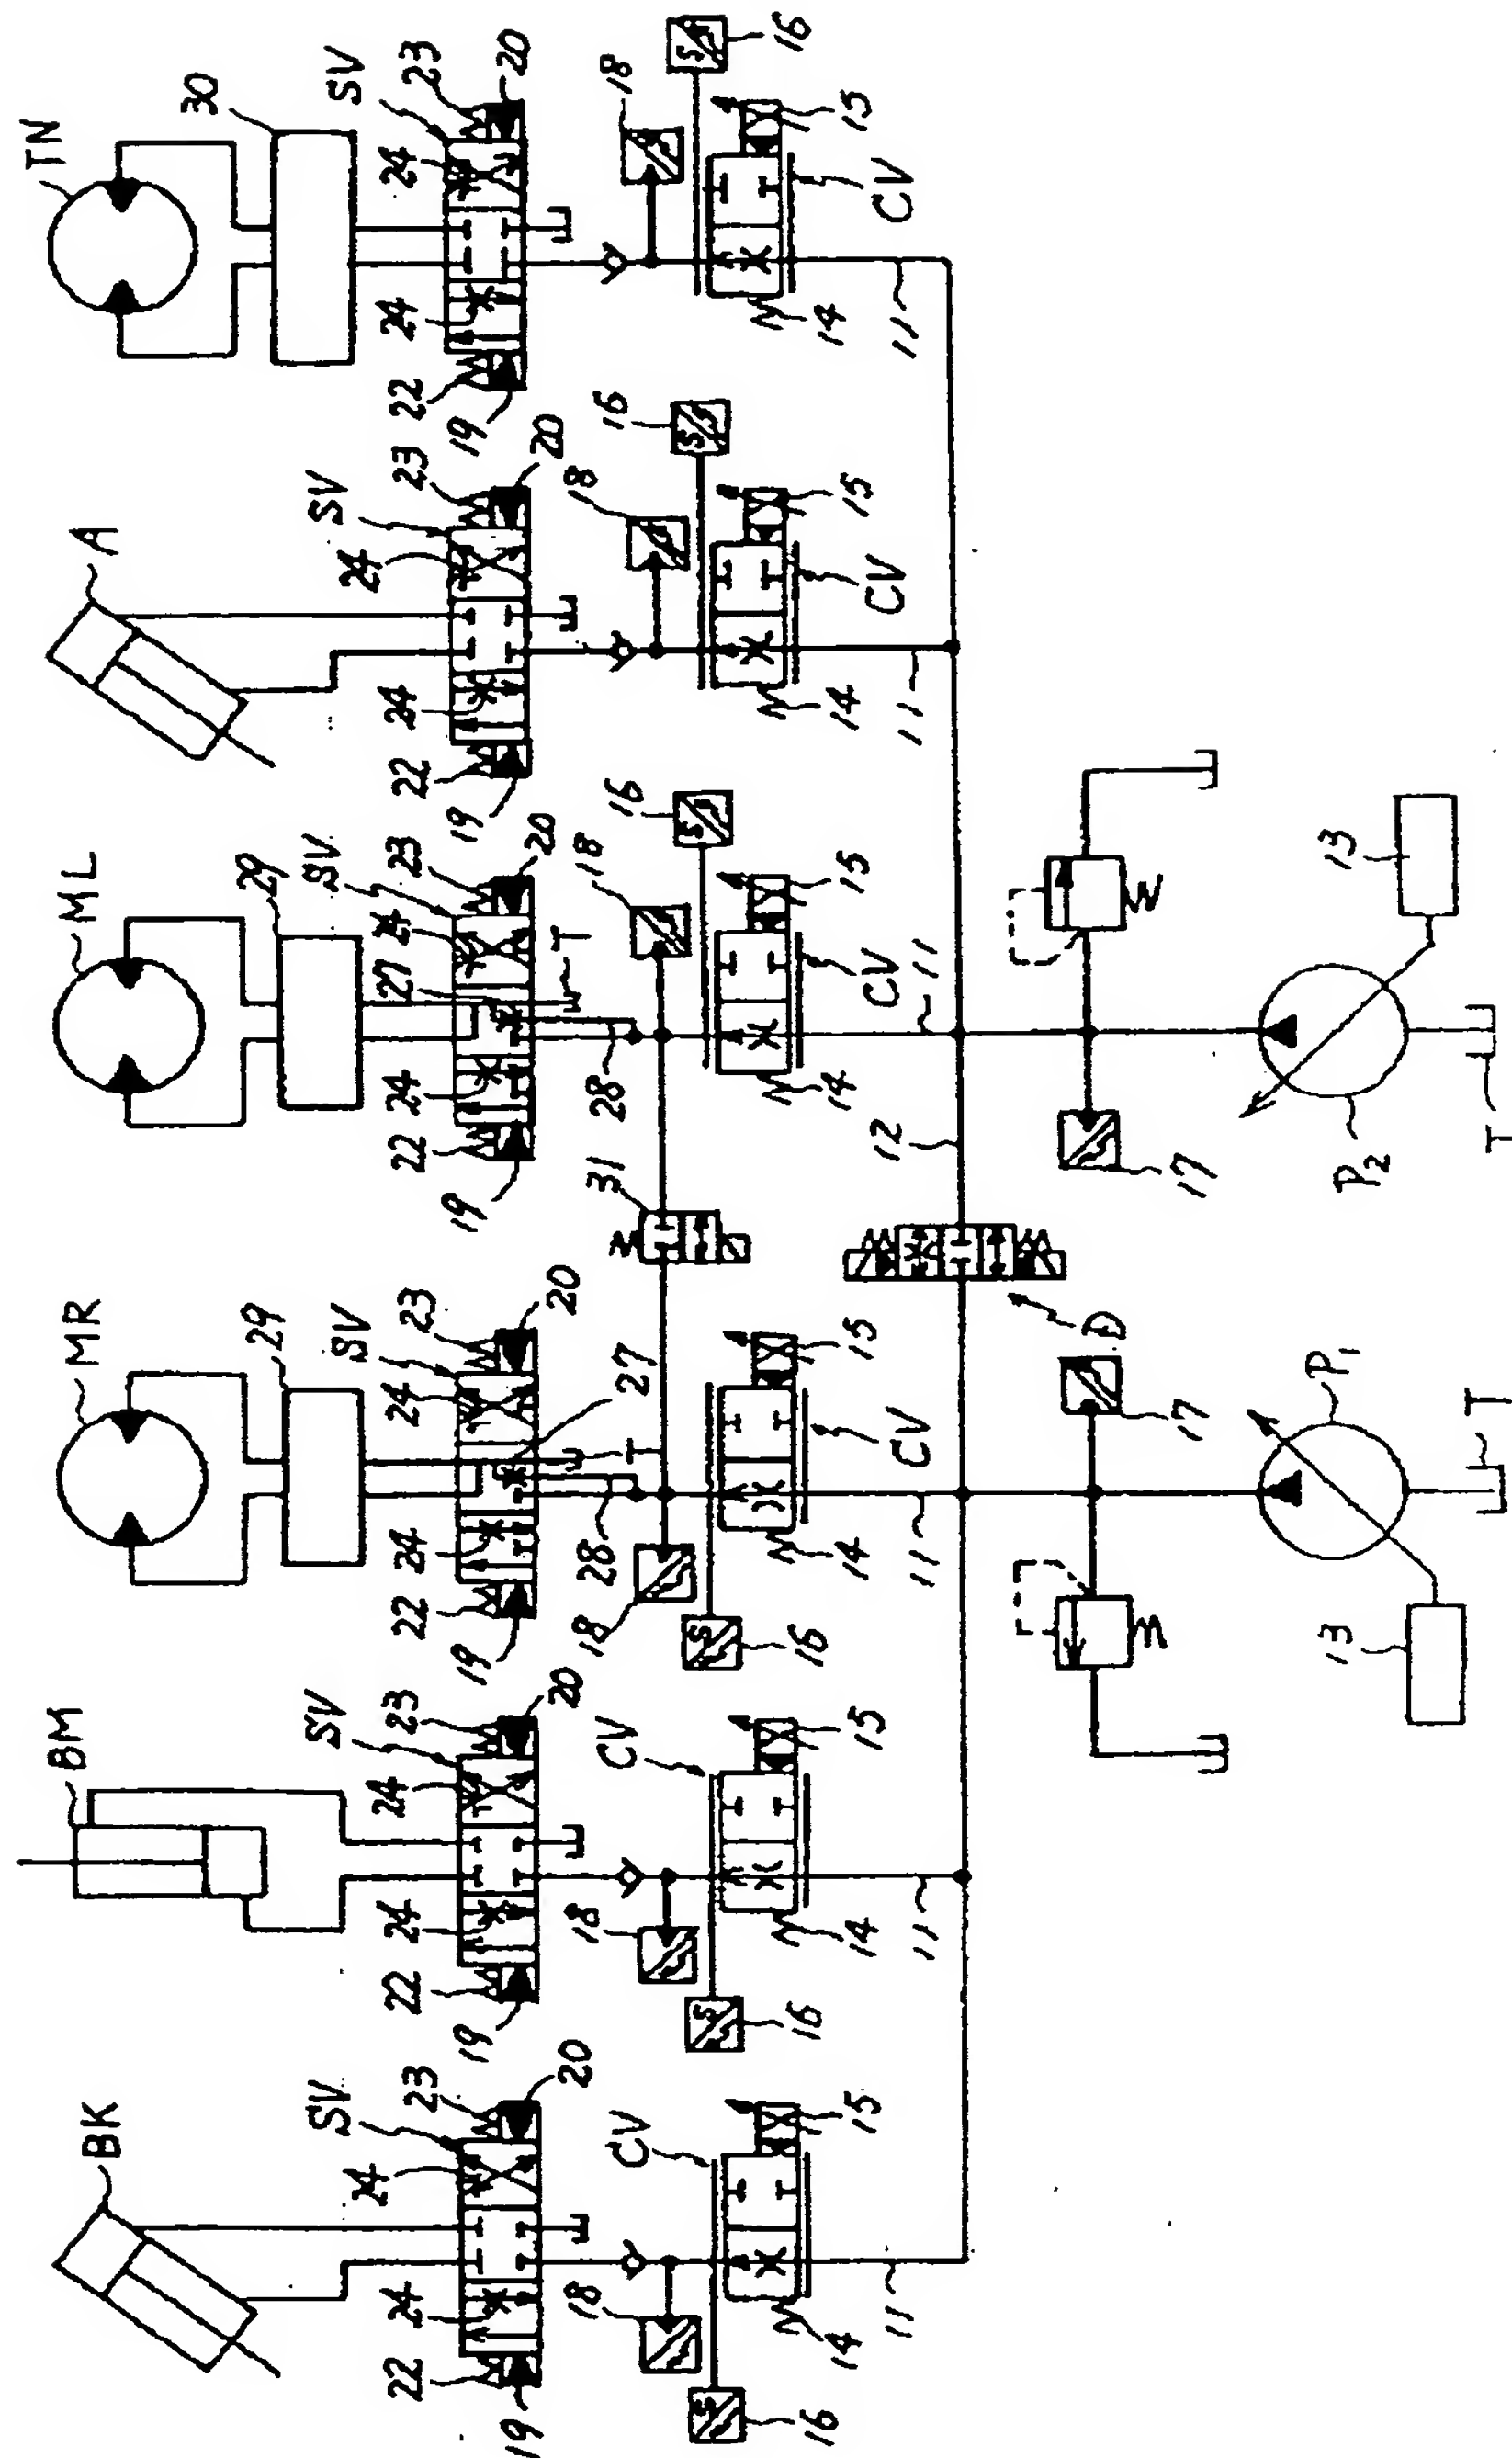 BK BM MR ML A TN
29 29 30
SV SV SV SV SV SV
22 24 24 23 22 24 24 23 22 24 24 23 22 24 27 24 23 22 24 24 23 22 24 24 23
19 20 19 20 19 20 19 20 T 19 20 19 20
18 18 18 28 T 27 31 28 18 18 18
CV CV 16 16 16
16 16 16
14 15 14 15 14 15 14 15 14 15 14 15
CV CV CV CV
11 11 11 12 11 11 11
D
17 17
13 P1 P2 13
T T